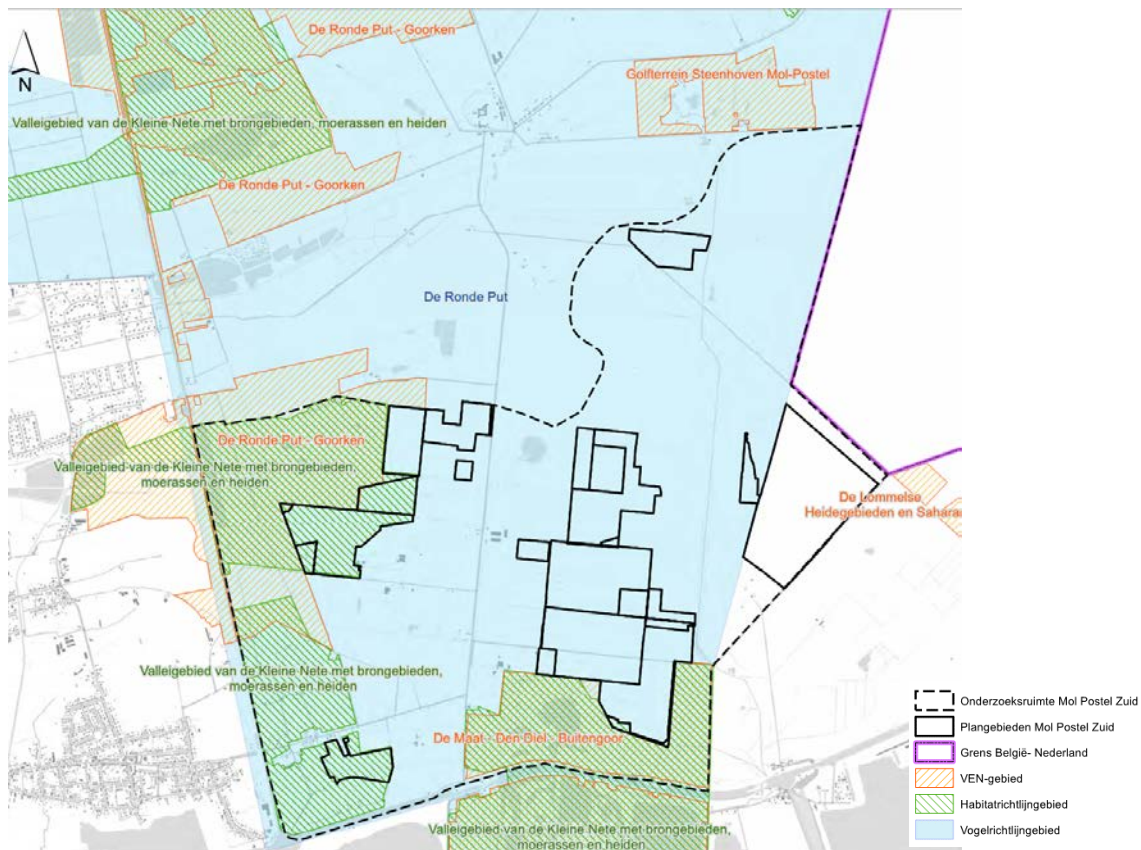 De Ronde Put - Goorken
Golfterrein Steenhoven Mol-Postel
N
Valleigebied van de Kleine Nete met brongebieden, moerassen en heiden
De Ronde Put - Goorken
De Ronde Put
De Ronde Put - Goorken
Valleigebied van de Kleine Nete met brongebieden,
moerassen en heiden
De Lommelse
Heidegebieden en Sahara
Valleigebied van de Kleine Nete met brongebieden,
moerassen en heiden
De Maat - Den Diel - Buitengoor
Valleigebied van de Kleine Nete met brongebieden,
moerassen en heiden
Onderzoeksruimte Mol Postel Zuid
Plangebieden Mol Postel Zuid
Grens België- Nederland
VEN-gebied
Habitatrichtlijngebied
Vogelrichtlijngebied